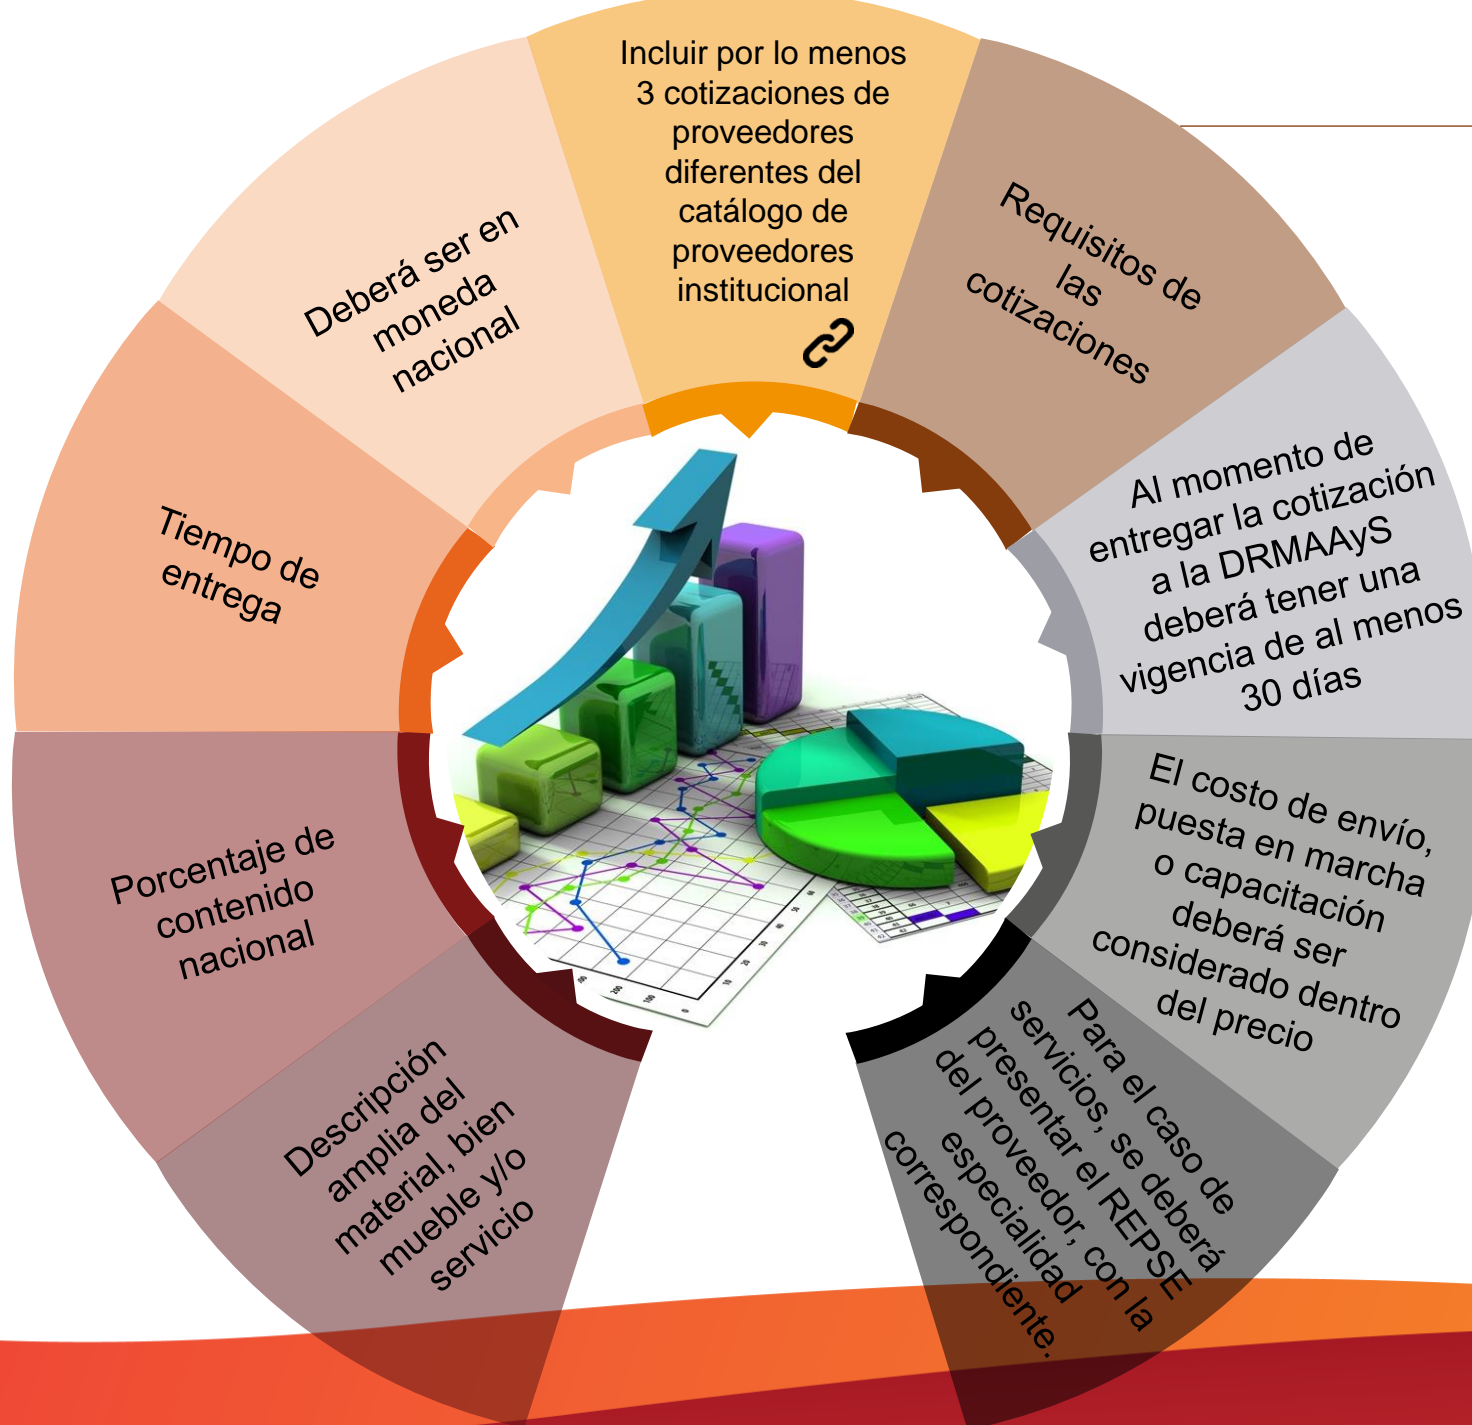 Incluir por lo menos
3 cotizaciones de
proveedores
diferentes del
catálogo de
proveedores
institucional
Requisitos de
las
cotizaciones
Al momento de
entregar la cotización
a la DRMAAyS
deberá tener una
vigencia de al menos
30 días
El costo de envío,
puesta en marcha
o capacitación
deberá ser
considerado dentro
del precio
Para el caso de
servicios, se deberá
presentar el REPSE
del proveedor, con la
especialidad
correspondiente.
Descripción
amplia del
material, bien
mueble y/o
servicio
Porcentaje de
contenido
nacional
Tiempo de
entrega
Deberá ser en
moneda
nacional